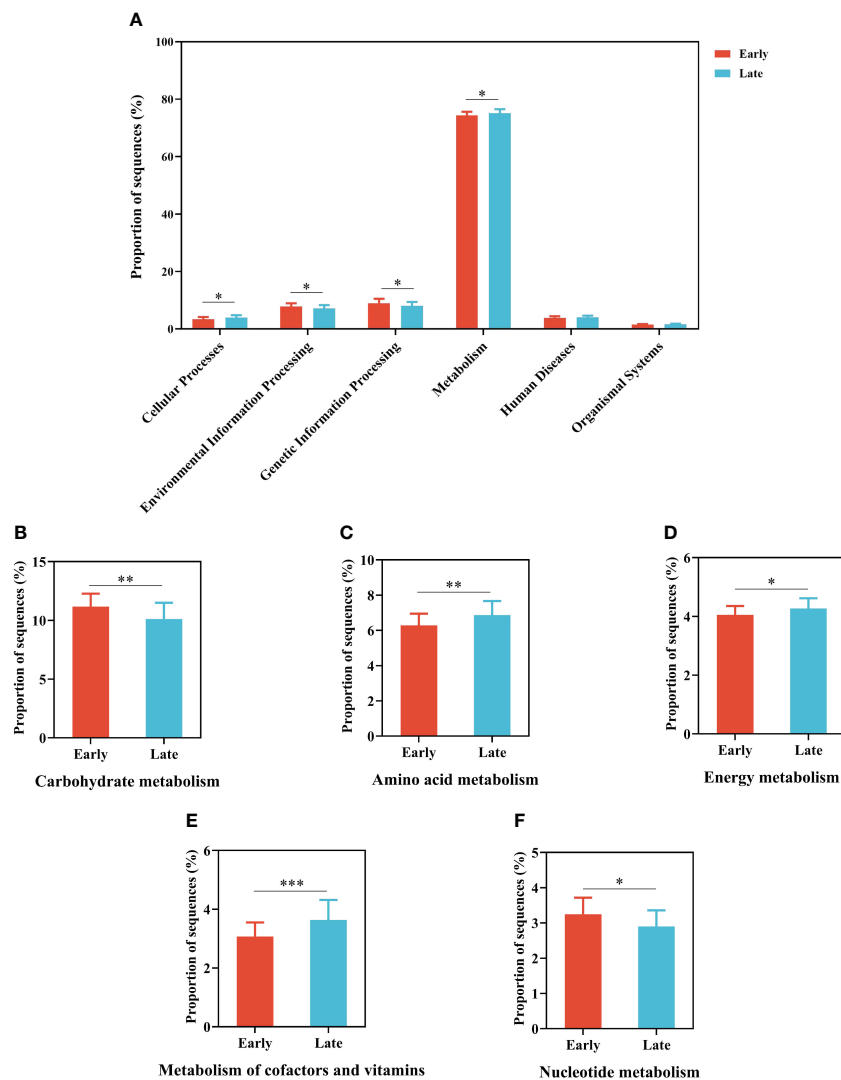 A
Proportion of sequences (%)
100
80
60
40
20
0
*
*
*
*
Early
Late
Cellular Processes
Environmental Information Processing
Genetic Information Processing
Metabolism
Human Diseases
Organismal Systems
B
Proportion of sequences (%)
15
10
5
0
**
Early Late
Carbohydrate metabolism
C
Proportion of sequences (%)
10
8
6
4
2
0
**
Early Late
Amino acid metabolism
D
Proportion of sequences (%)
6
4
2
0
*
Early Late
Energy metabolism
E
Proportion of sequences (%)
6
4
2
0
***
Early Late
Metabolism of cofactors and vitamins
F
Proportion of sequences (%)
5
4
3
2
1
0
*
Early Late
Nucleotide metabolism